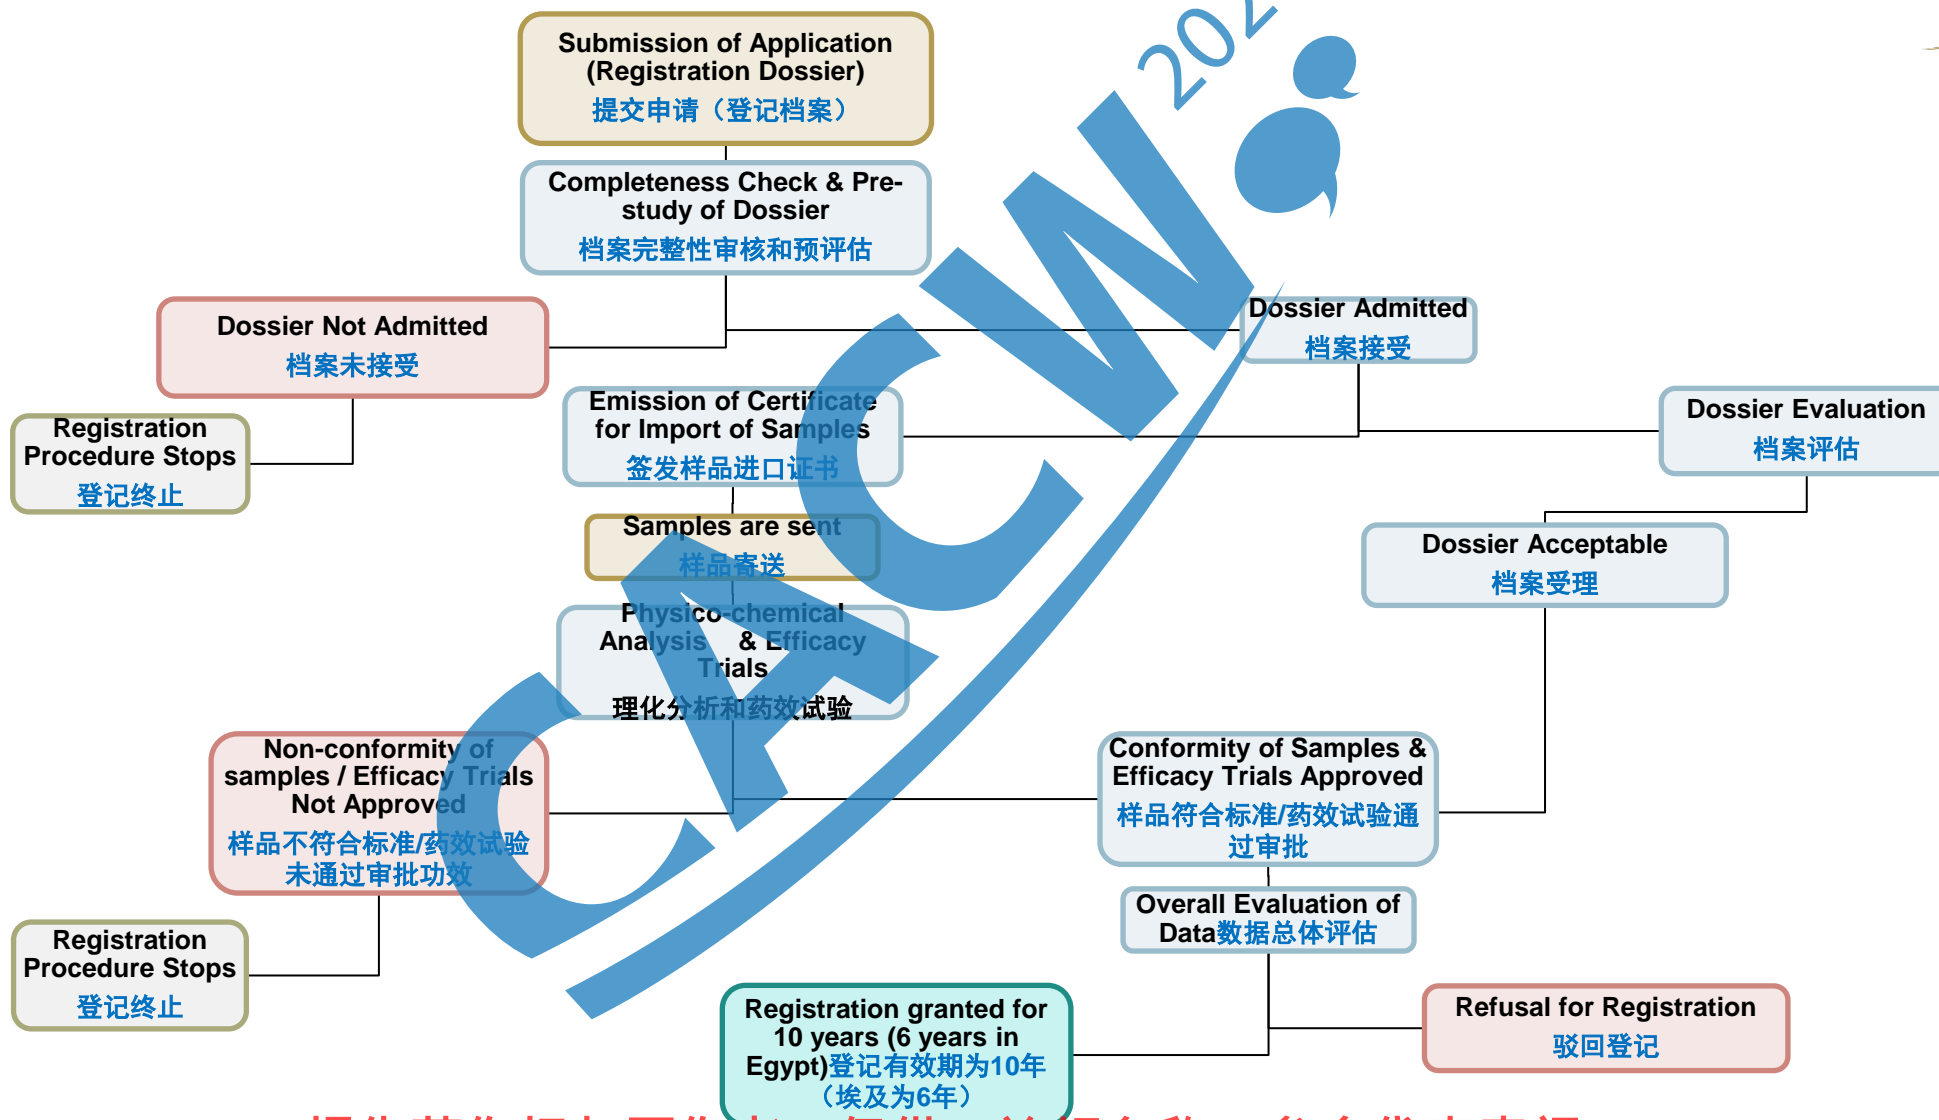 Submission of Application
(Registration Dossier)
提交申请（登记档案）
Completeness Check & Pre-
study of Dossier
档案完整性审核和预评估
Dossier Not Admitted
档案未接受
Dossier Admitted
档案接受
Registration
Procedure Stops
登记终止
Emission of Certificate
for Import of Samples
签发样品进口证书
Dossier Evaluation
档案评估
Samples are sent
样品寄送
Dossier Acceptable
档案受理
Physico-chemical
Analysis & Efficacy
Trials
理化分析和药效试验
Non-conformity of
samples / Efficacy Trials
Not Approved
样品不符合标准/药效试验
未通过审批功效
Conformity of Samples &
Efficacy Trials Approved
样品符合标准/药效试验通
过审批
Registration
Procedure Stops
登记终止
Overall Evaluation of
Data数据总体评估
Registration granted for
10 years (6 years in
Egypt)登记有效期为10年
（埃及为6年）
Refusal for Registration
驳回登记
CACW
202